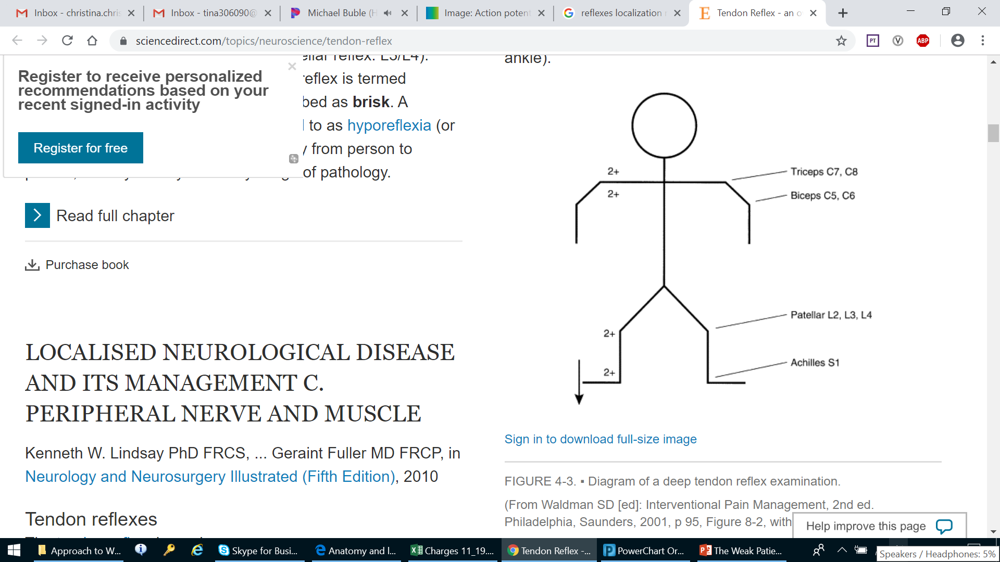 Inbox - christina.chris
Inbox - tina306090@
Michael Buble (H
Image: Action potent
reflexes localization
Tendon Reflex - an o
sciencedirect.com/topics/neuroscience/tendon-reflex
PT
ABP
Register to receive personalized
recommendations based on your
recent signed-in activity
Register for free
ellar reflex: L3/L4).
reflex is termed
bed as brisk. A
to as hyporeflexia (or
y from person to
of pathology.
Read full chapter
Purchase book
LOCALISED NEUROLOGICAL DISEASE
AND ITS MANAGEMENT C.
PERIPHERAL NERVE AND MUSCLE
Kenneth W. Lindsay PhD FRCS, ... Geraint Fuller MD FRCP, in
Neurology and Neurosurgery Illustrated (Fifth Edition), 2010
Tendon reflexes
ankle).
2+
2+
Triceps C7, C8
Biceps C5, C6
2+
Patellar L2, L3, L4
2+
Achilles S1
Sign in to download full-size image
FIGURE 4-3. ▪ Diagram of a deep tendon reflex examination.
(From Waldman SD [ed]: Interventional Pain Management, 2nd ed.
Philadelphia, Saunders, 2001, p 95, Figure 8-2, with
Help improve this page
Approach to W...
Skype for Busi...
Anatomy and l...
Charges 11_19....
Tendon Reflex -...
PowerChart Or...
The Weak Patie...
Speakers / Headphones: 5%